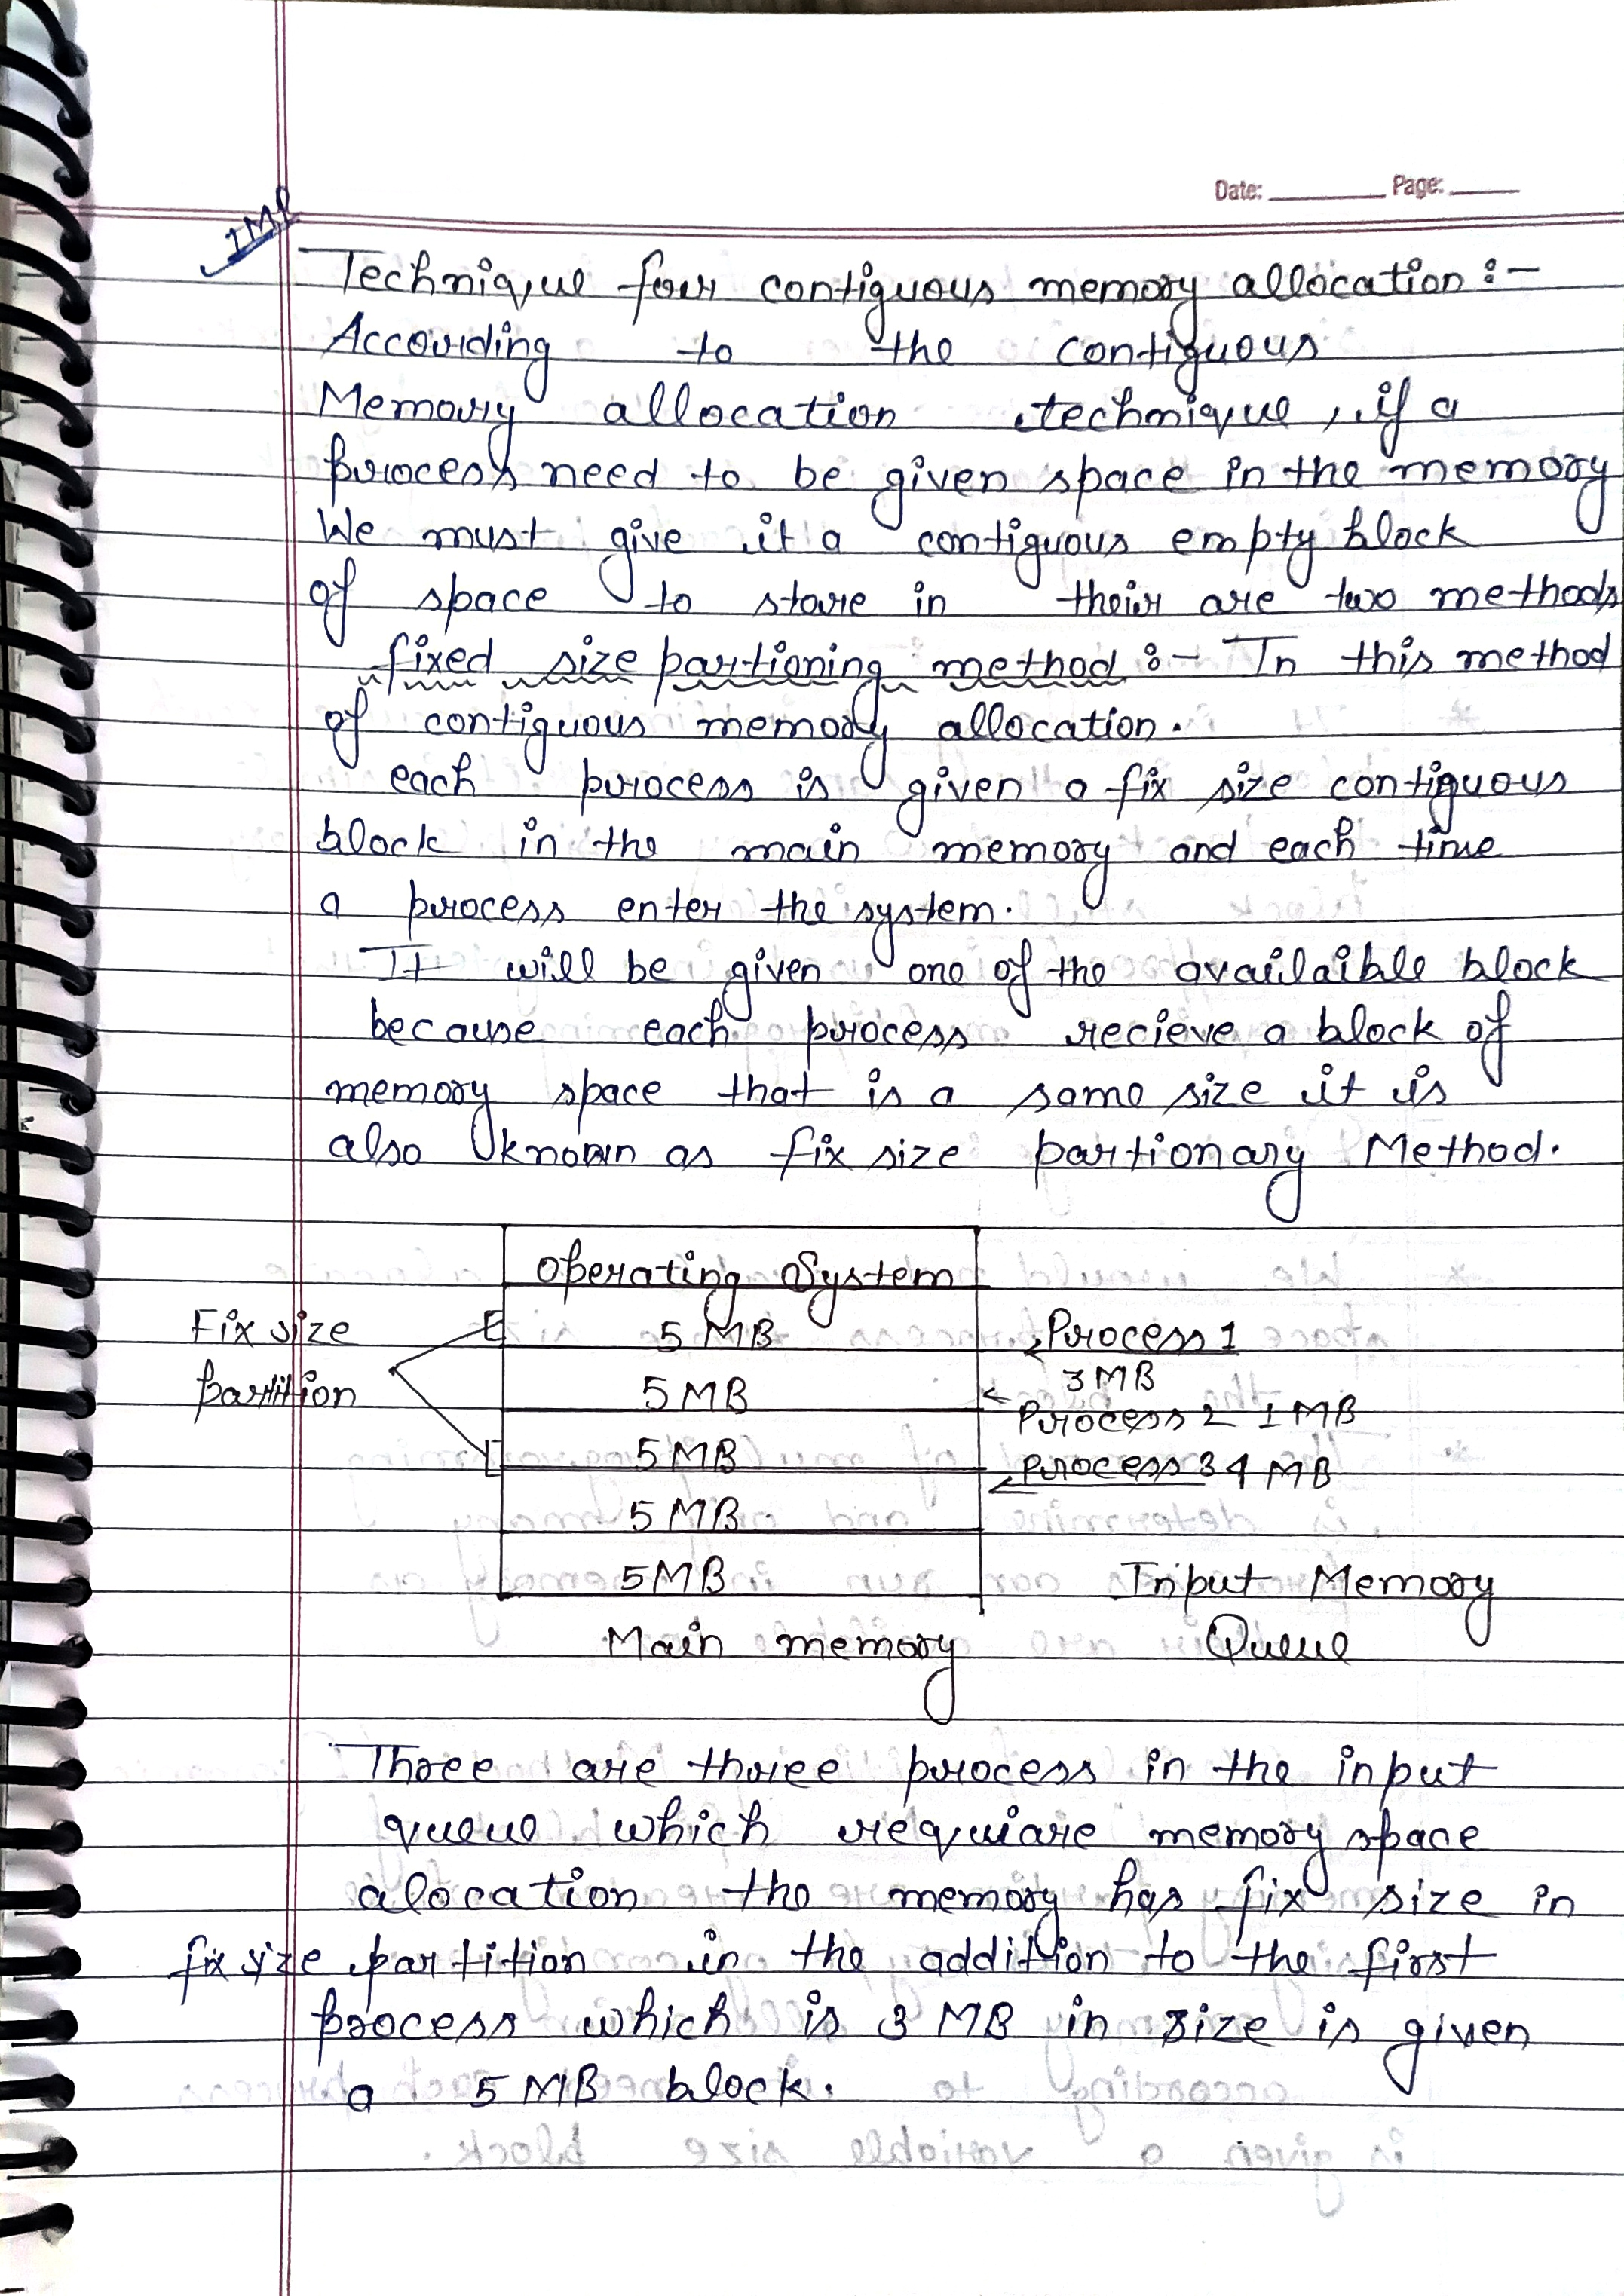 Date: Page:
IMP
Technique for contiguous memory allocation :-
According to the contiguous
Memory allocation technique, if a
process need to be given space in the memory
We must give it a contiguous empty block
of space to store in their are two methods
fixed size partioning method :- In this method
of contiguous memory allocation.
each process is given a fix size contiguous
block in the main memory and each time
a process enter the system.
It will be given one of the availaible block
because each process recieve a block of
memory space that is a same size it is
also known as fix size partionary Method.
Operating System
Fix size 5 MB Process 1
partition 5 MB 3 MB
Process 2 1 MB
5 MB Process 3 4 MB
5 MB
5 MB Input Memory
Main memory Queue
Three are three process in the input
queue which requiare memory space
alocation the memory has fix size in
fix size partition in the addition to the first
process which is 3 MB in size is given
a 5 MB block.